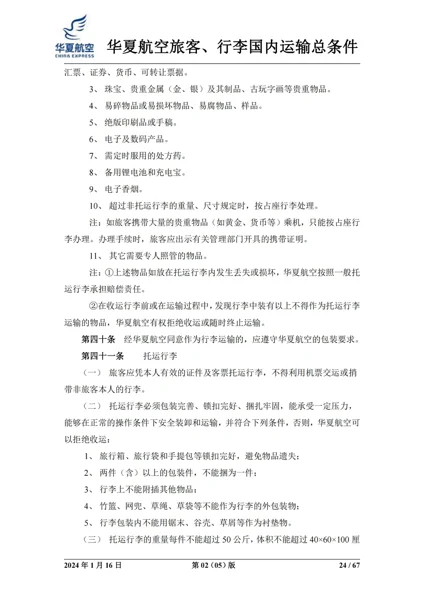 华夏航空
CHINA EXPRESS
华夏航空旅客、行李国内运输总条件
汇票、证券、货币、可转让票据。
3、 珠宝、贵重金属（金、银）及其制品、古玩字画等贵重物品。
4、 易碎物品或易损坏物品、易腐物品、样品。
5、 绝版印刷品或手稿。
6、 电子及数码产品。
7、 需定时服用的处方药。
8、 备用锂电池和充电宝。
9、 电子香烟。
10、 超过非托运行李的重量、尺寸规定时，按占座行李处理。
注：如旅客携带大量的贵重物品（如黄金、货币等）乘机，只能按占座行
李办理。办理手续时，旅客应出示有关管理部门开具的携带证明。
11、 其它需要专人照管的物品。
注：①上述物品如放在托运行李内发生丢失或损坏，华夏航空按照一般托
运行李承担赔偿责任。
②在收运行李前或在运输过程中，发现行李中装有以上不得作为托运行李
运输的物品，华夏航空有权拒绝收运或随时终止运输。
第四十条 经华夏航空同意作为行李运输的，应遵守华夏航空的包装要求。
第四十一条 托运行李
（一） 旅客应凭本人有效的证件及客票托运行李，不得利用机票交运或捎
带非旅客本人的行李。
（二） 托运行李必须包装完善、锁扣完好、捆扎牢固，能承受一定压力，
能够在正常的操作条件下安全装卸和运输，并符合下列条件，否则，华夏航空可
以拒绝收运：
1、 旅行箱、旅行袋和手提包等锁扣完好，避免物品遗失；
2、 两件（含）以上的包装件，不能捆为一件；
3、 行李上不能附插其他物品；
4、 竹篮、网兜、草绳、草袋等不能作为行李的外包装物；
5、 行李包装内不能用锯末、谷壳、草屑等作为衬垫物。
（三） 托运行李的重量每件不能超过 50 公斤，体积不能超过 40×60×100 厘
2024 年 1 月 16 日 第 02（05）版 24 / 67